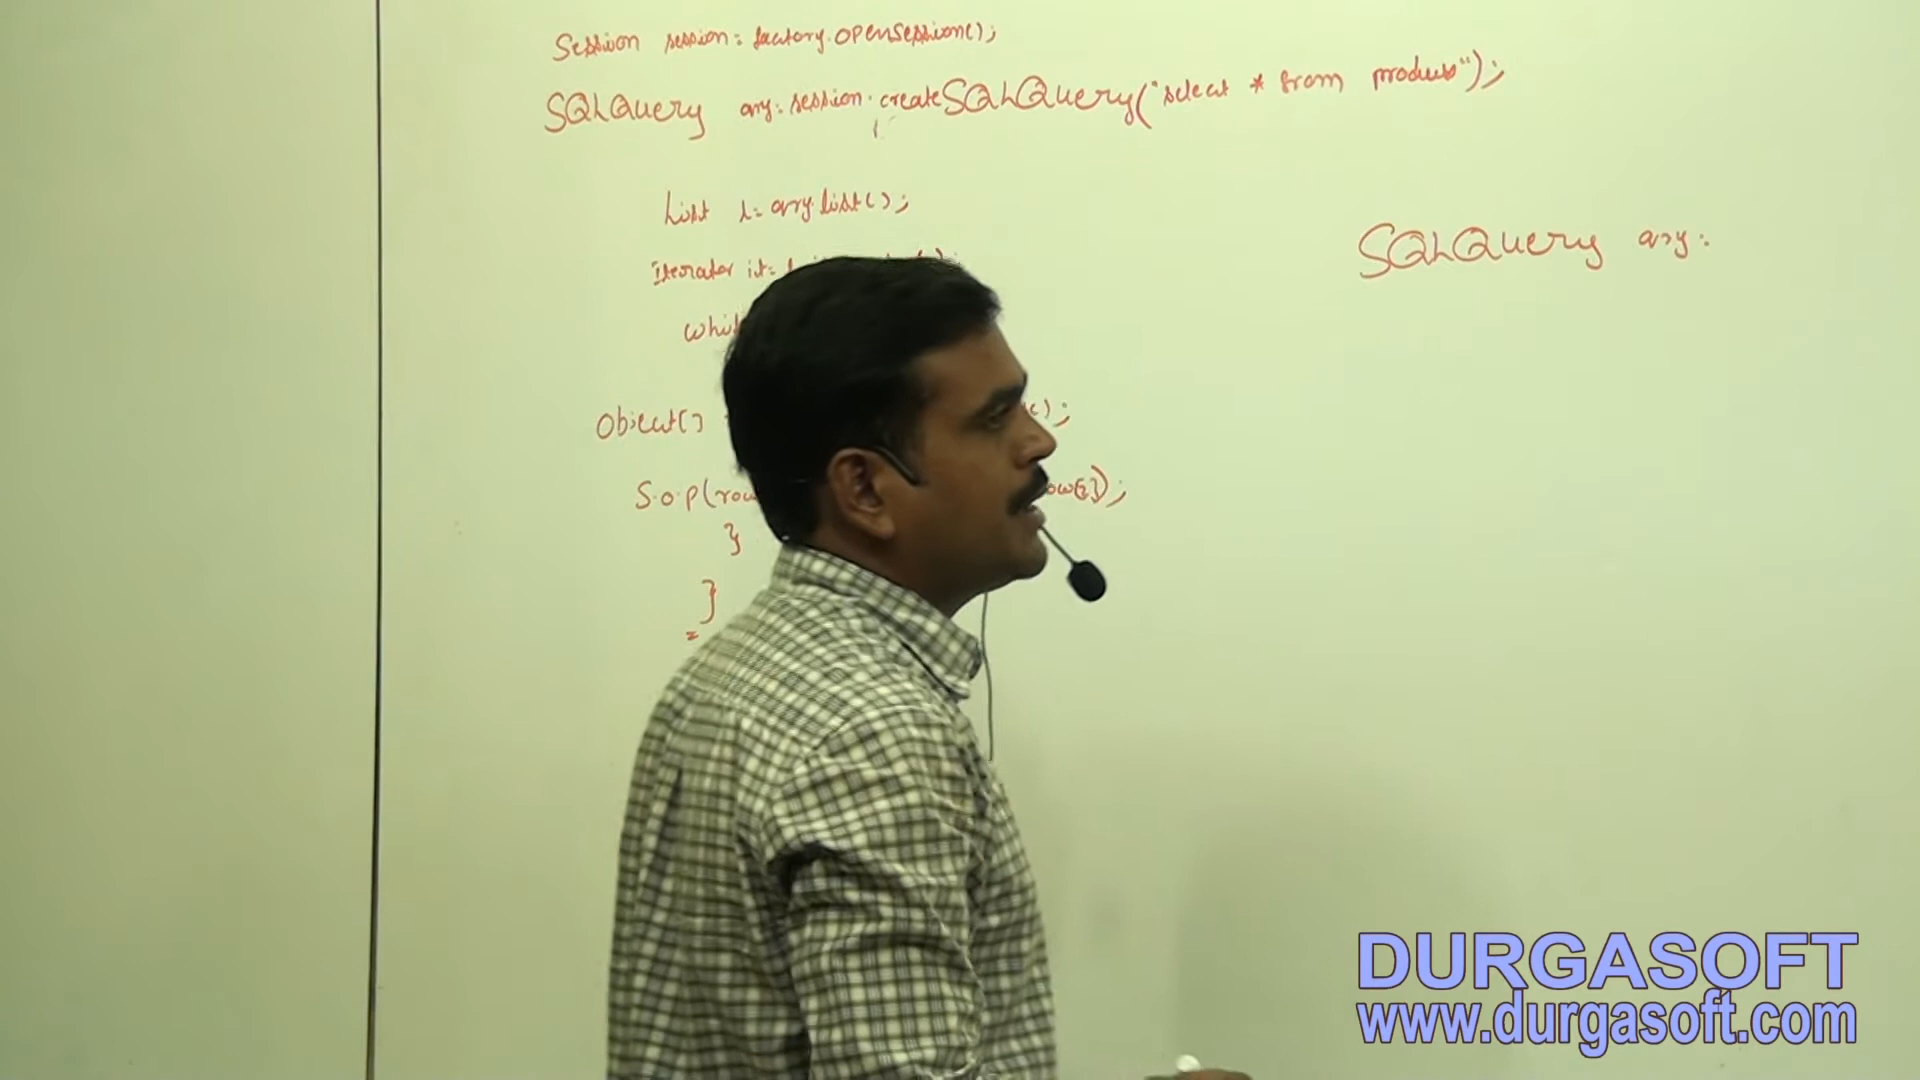 Session session = factory.openSession();
SQLQuery qry = session.createSQLQuery("select * from products");
List l = qry.list();
SQLQuery qry =
Iterator it =
Object[]
S.o.p(row
);
}
}
DURGASOFT
www.durgasoft.com